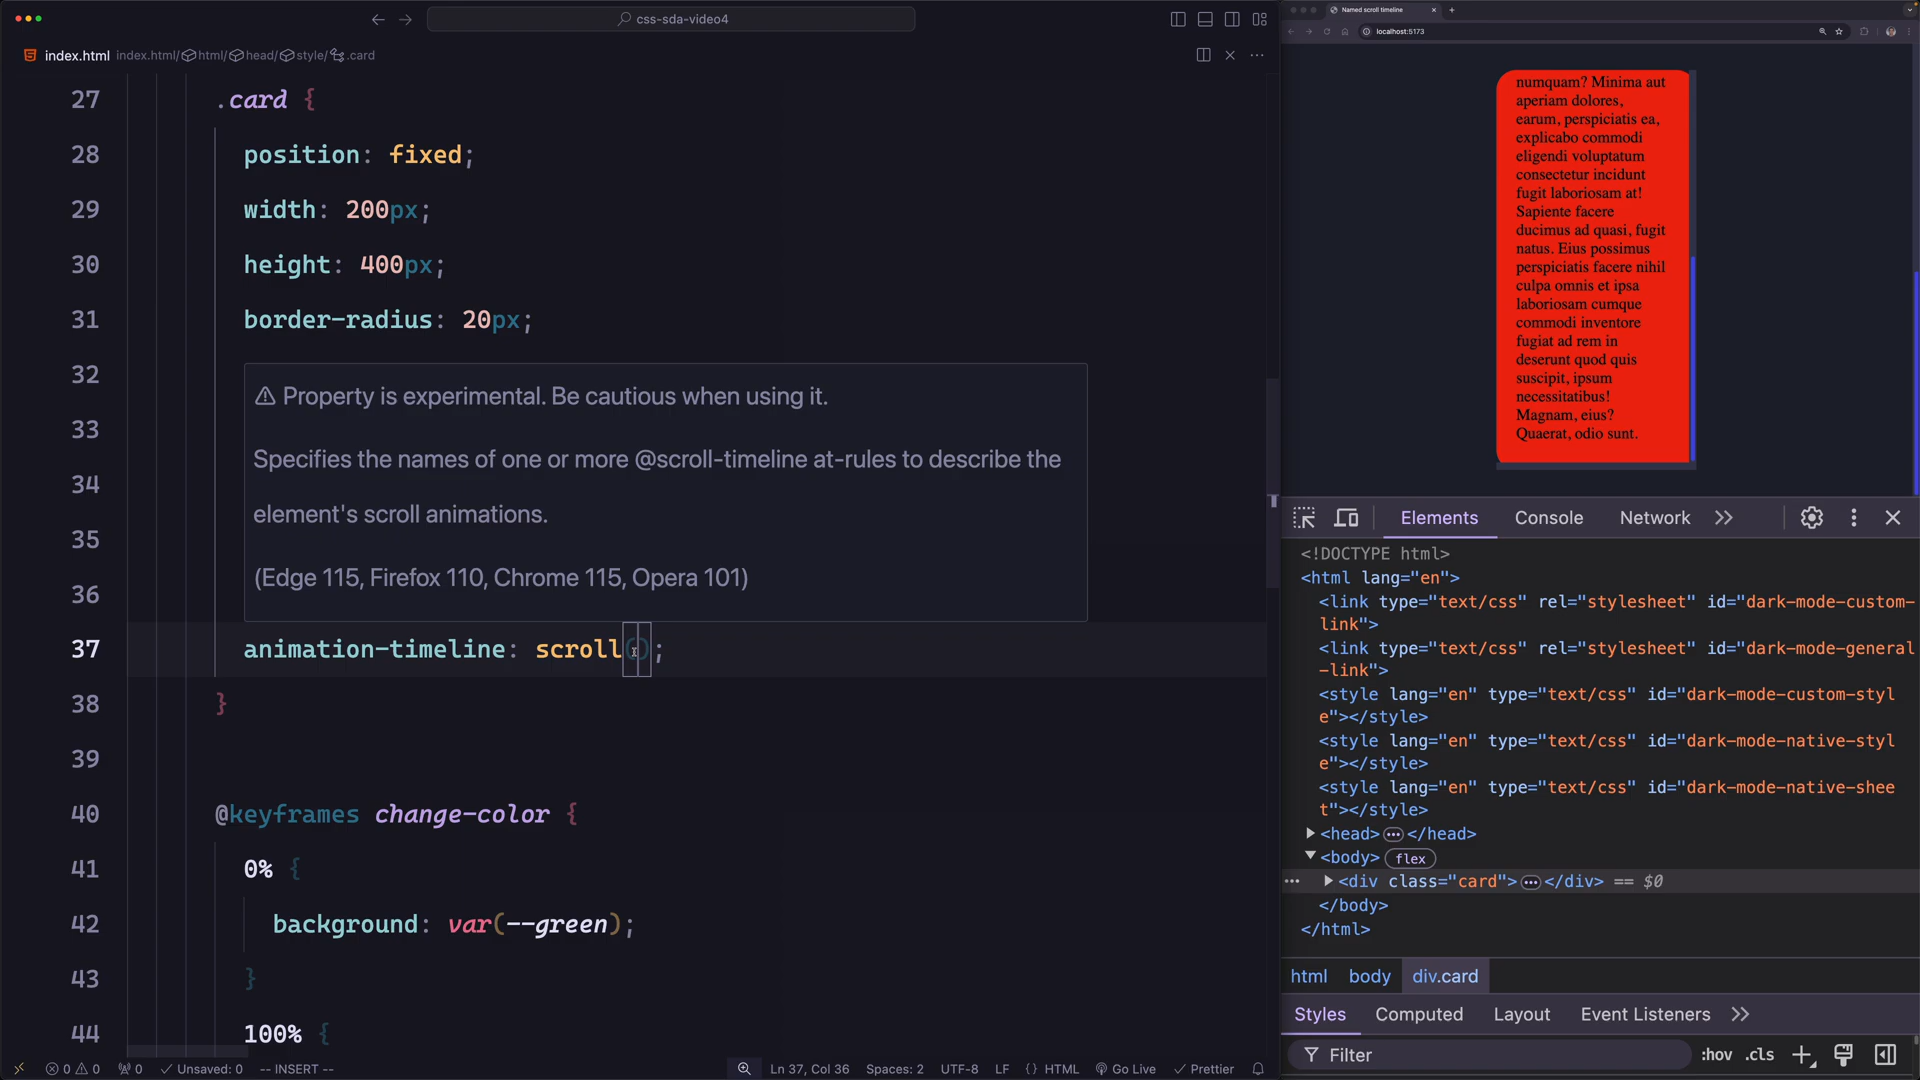 css-sda-video4
index.html index.html/html/head/style/.card
27 .card {
28 position: fixed;
29 width: 200px;
30 height: 400px;
31 border-radius: 20px;
32
33
34
35
36
⚠ Property is experimental. Be cautious when using it.
Specifies the names of one or more @scroll-timeline at-rules to describe the
element's scroll animations.
(Edge 115, Firefox 110, Chrome 115, Opera 101)
37 animation-timeline: scroll();
38 }
39
40 @keyframes change-color {
41 0% {
42 background: var(--green);
43 }
44 100% {
0 0 0 Unsaved: 0 -- INSERT --
Ln 37, Col 36 Spaces: 2 UTF-8 LF {} HTML Go Live Prettier
Named scroll timeline
localhost:5173
numquam? Minima aut
aperiam dolores,
earum, perspiciatis ea,
explicabo commodi
eligendi voluptatum
consectetur incidunt
fugit laboriosam at!
Sapiente facere
ducimus ad quasi, fugit
natus. Eius possimus
perspiciatis facere nihil
culpa omnis et ipsa
laboriosam cumque
commodi inventore
fugiat ad rem in
deserunt quod quis
suscipit, ipsum
necessitatibus!
Magnam, eius?
Quaerat, odio sunt.
Elements Console Network
<!DOCTYPE html>
<html lang="en">
<link type="text/css" rel="stylesheet" id="dark-mode-custom-
link">
<link type="text/css" rel="stylesheet" id="dark-mode-general
-link">
<style lang="en" type="text/css" id="dark-mode-custom-styl
e"></style>
<style lang="en" type="text/css" id="dark-mode-native-styl
e"></style>
<style lang="en" type="text/css" id="dark-mode-native-shee
t"></style>
<head>…</head>
<body> flex
… <div class="card">…</div> == $0
</body>
</html>
html body div.card
Styles Computed Layout Event Listeners
Filter :hov .cls